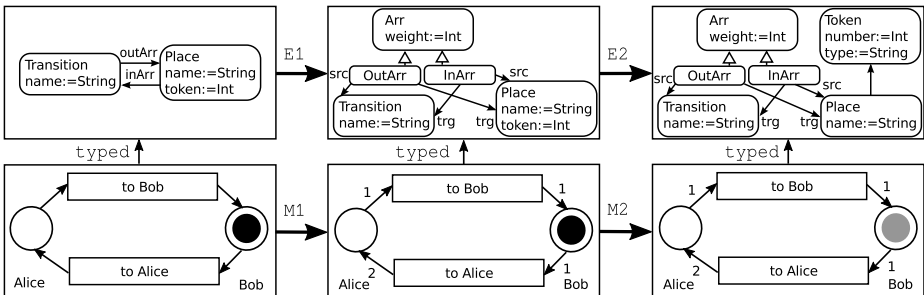 Transition
name:=String
outArr
inArr
Place
name:=String
token:=Int
E1
Arr
weight:=Int
src
OutArr
InArr
src
Transition
name:=String
trg
trg
Place
name:=String
token:=Int
E2
Arr
weight:=Int
Token
number:=Int
type:=String
src
OutArr
InArr
src
Transition
name:=String
trg
trg
Place
name:=String
typed
typed
typed
to Bob
to Alice
Alice
Bob
M1
1
to Bob
1
2
to Alice
1
Alice
Bob
M2
1
to Bob
1
2
to Alice
1
Alice
Bob